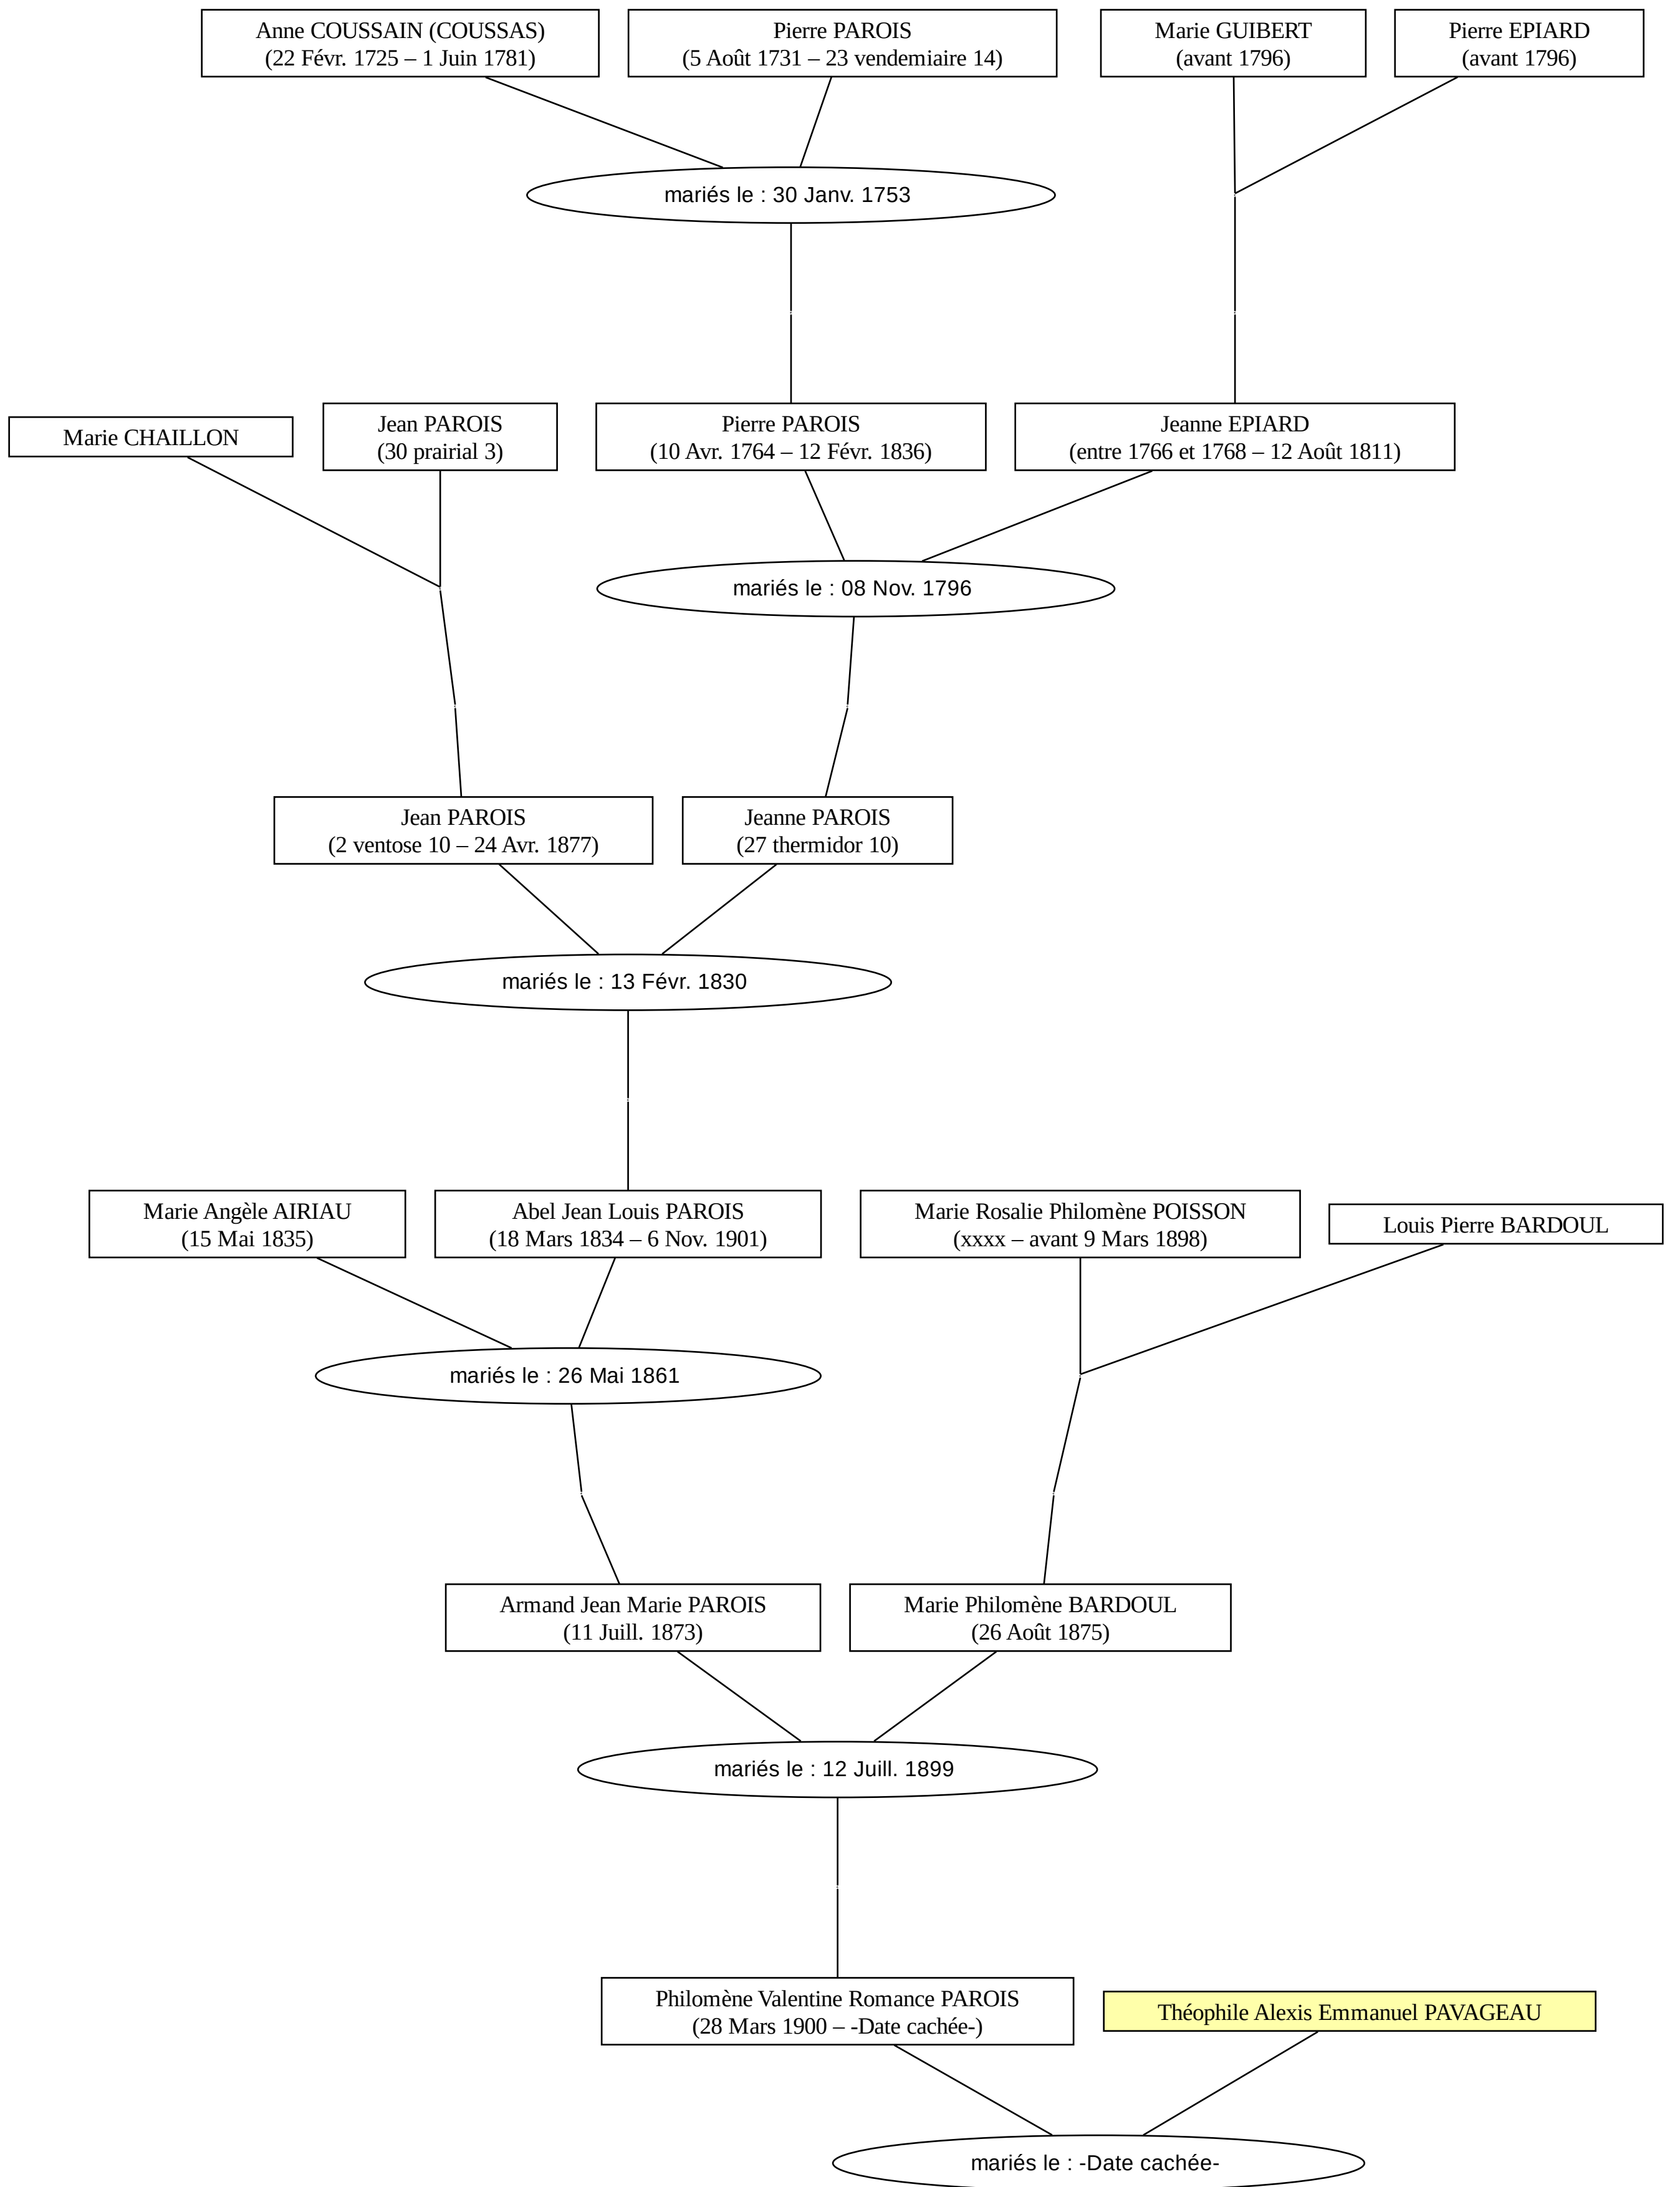 Anne COUSSAIN (COUSSAS)
(22 Févr. 1725 – 1 Juin 1781)
Pierre PAROIS
(5 Août 1731 – 23 vendemiaire 14)
Marie GUIBERT
(avant 1796)
Pierre EPIARD
(avant 1796)
mariés le : 30 Janv. 1753
Marie CHAILLON
Jean PAROIS
(30 prairial 3)
Pierre PAROIS
(10 Avr. 1764 – 12 Févr. 1836)
Jeanne EPIARD
(entre 1766 et 1768 – 12 Août 1811)
mariés le : 08 Nov. 1796
Jean PAROIS
(2 ventose 10 – 24 Avr. 1877)
Jeanne PAROIS
(27 thermidor 10)
mariés le : 13 Févr. 1830
Marie Angèle AIRIAU
(15 Mai 1835)
Abel Jean Louis PAROIS
(18 Mars 1834 – 6 Nov. 1901)
Marie Rosalie Philomène POISSON
(xxxx – avant 9 Mars 1898)
Louis Pierre BARDOUL
mariés le : 26 Mai 1861
Armand Jean Marie PAROIS
(11 Juill. 1873)
Marie Philomène BARDOUL
(26 Août 1875)
mariés le : 12 Juill. 1899
Philomène Valentine Romance PAROIS
(28 Mars 1900 – -Date cachée-)
Théophile Alexis Emmanuel PAVAGEAU
mariés le : -Date cachée-